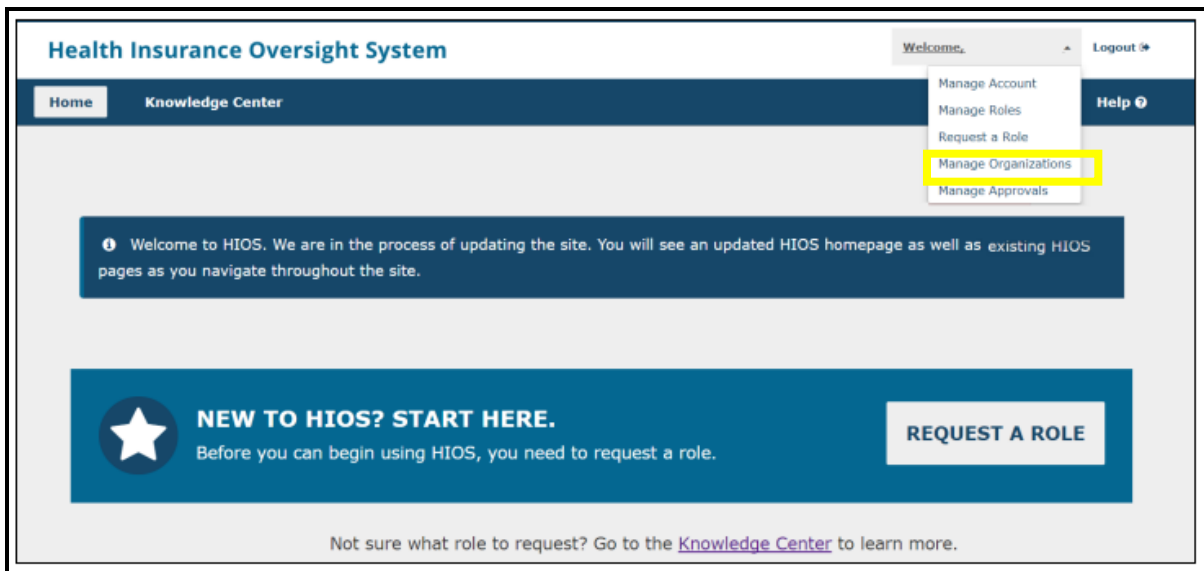 Health Insurance Oversight System
Welcome,
Logout
Home
Knowledge Center
Help
Manage Account
Manage Roles
Request a Role
Manage Organizations
Manage Approvals
Welcome to HIOS. We are in the process of updating the site. You will see an updated HIOS homepage as well as existing HIOS
pages as you navigate throughout the site.
NEW TO HIOS? START HERE.
Before you can begin using HIOS, you need to request a role.
REQUEST A ROLE
Not sure what role to request? Go to the Knowledge Center to learn more.